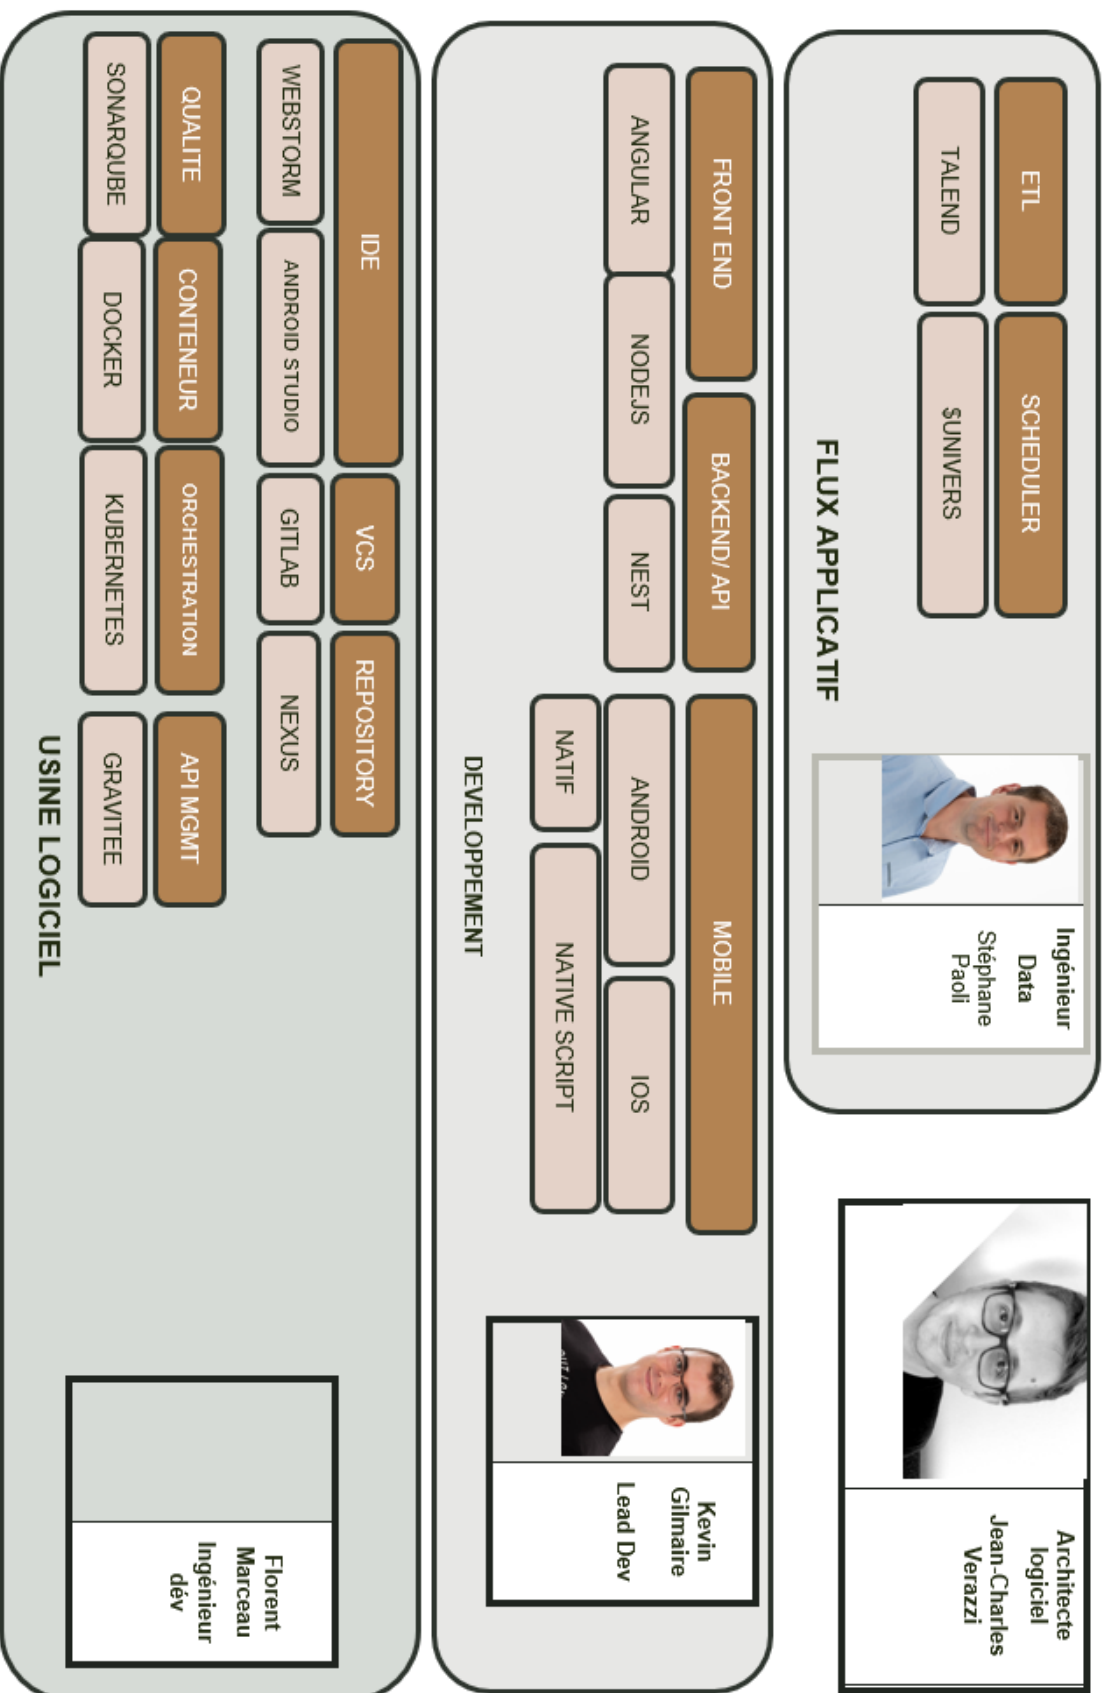 ETL
SCHEDULER
TALEND
$UNIVERS
FLUX APPLICATIF
Ingénieur
Data
Stéphane
Paoli
Architecte
logiciel
Jean-Charles
Verazzi
FRONT END
BACKEND/ API
MOBILE
ANGULAR
NODEJS
NEST
ANDROID
IOS
NATIF
NATIVE SCRIPT
DEVELOPPEMENT
Kevin
Gilmaire
Lead Dev
IDE
VCS
REPOSITORY
WEBSTORM
ANDROID STUDIO
GITLAB
NEXUS
QUALITE
CONTENEUR
ORCHESTRATION
API MGMT
SONARQUBE
DOCKER
KUBERNETES
GRAVITEE
USINE LOGICIEL
Florent
Marceau
Ingénieur
dév